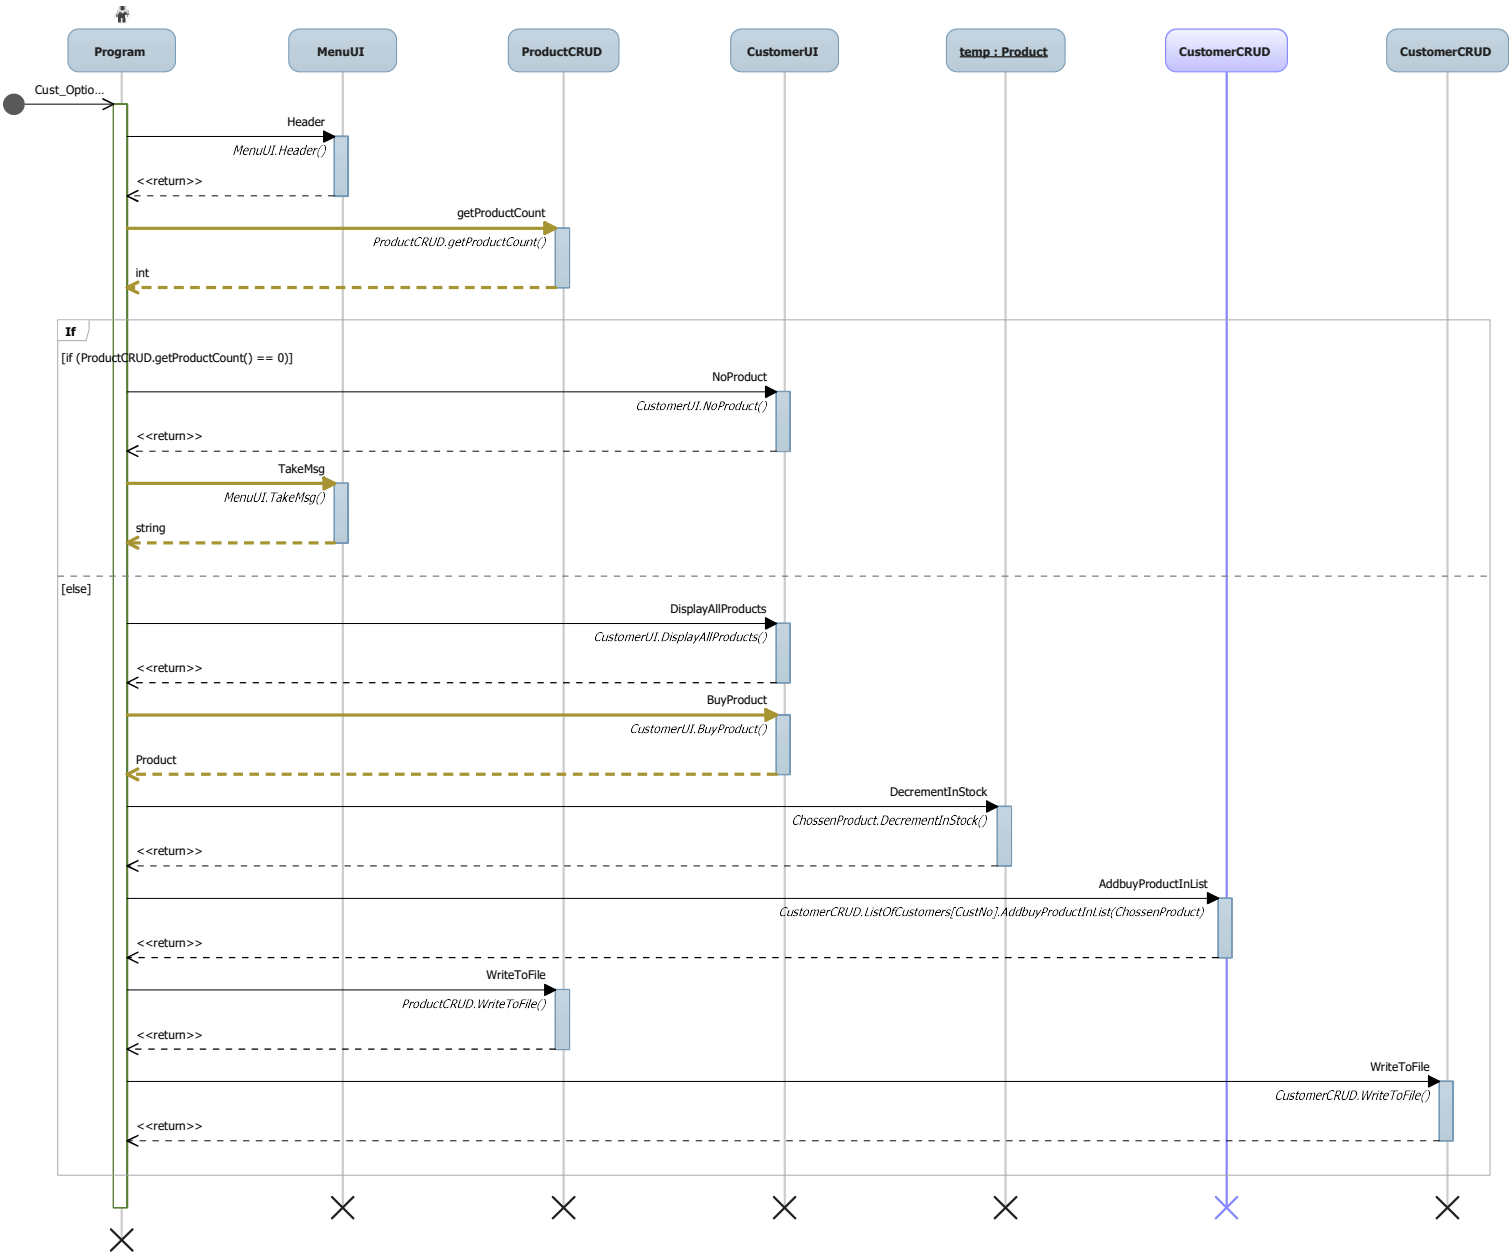 Program
MenuUI
ProductCRUD
CustomerUI
temp : Product
CustomerCRUD
CustomerCRUD
Cust_Optio...
Header
MenuUI.Header()
<<return>>
getProductCount
ProductCRUD.getProductCount()
int
If
[if (ProductCRUD.getProductCount() == 0)]
NoProduct
CustomerUI.NoProduct()
<<return>>
TakeMsg
MenuUI.TakeMsg()
string
[else]
DisplayAllProducts
CustomerUI.DisplayAllProducts()
<<return>>
BuyProduct
CustomerUI.BuyProduct()
Product
DecrementInStock
ChossenProduct.DecrementInStock()
<<return>>
AddbuyProductInList
CustomerCRUD.ListOfCustomers[CustNo].AddbuyProductInList(ChossenProduct)
<<return>>
WriteToFile
ProductCRUD.WriteToFile()
<<return>>
WriteToFile
CustomerCRUD.WriteToFile()
<<return>>